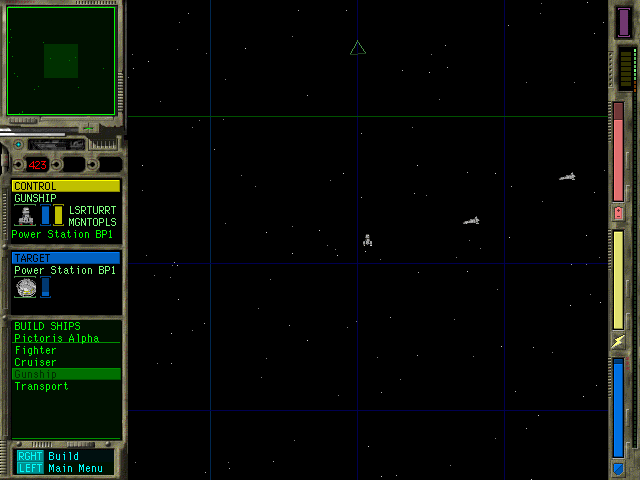 423
CONTROL
GUNSHIP
LSRTURRT
MGNTOPLS
Power Station BP1
TARGET
Power Station BP1
BUILD SHIPS
Pictoris Alpha
Fighter
Cruiser
Gunship
Transport
RGHT Build
LEFT Main Menu